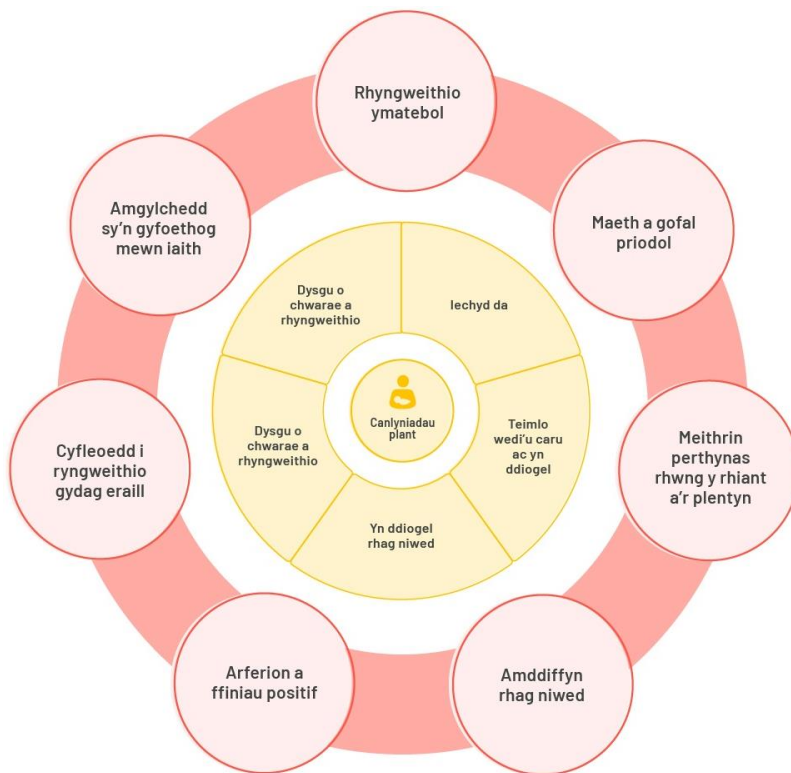 Rhyngweithio
ymatebol
Maeth a gofal
priodol
Meithrin
perthynas
rhwng y rhiant
a'r plentyn
Amddiffyn
rhag niwed
Arferion a
ffiniau positif
Cyfleoedd i
ryngweithio
gydag eraill
Amgylchedd
sy'n gyfoethog
mewn iaith
Dysgu o
chwarae a
rhyngweithio
Iechyd da
Teimlo
wedi'u caru
ac yn
ddiogel
Yn ddiogel
rhag niwed
Dysgu o
chwarae a
rhyngweithio
Canlyniadau
plant